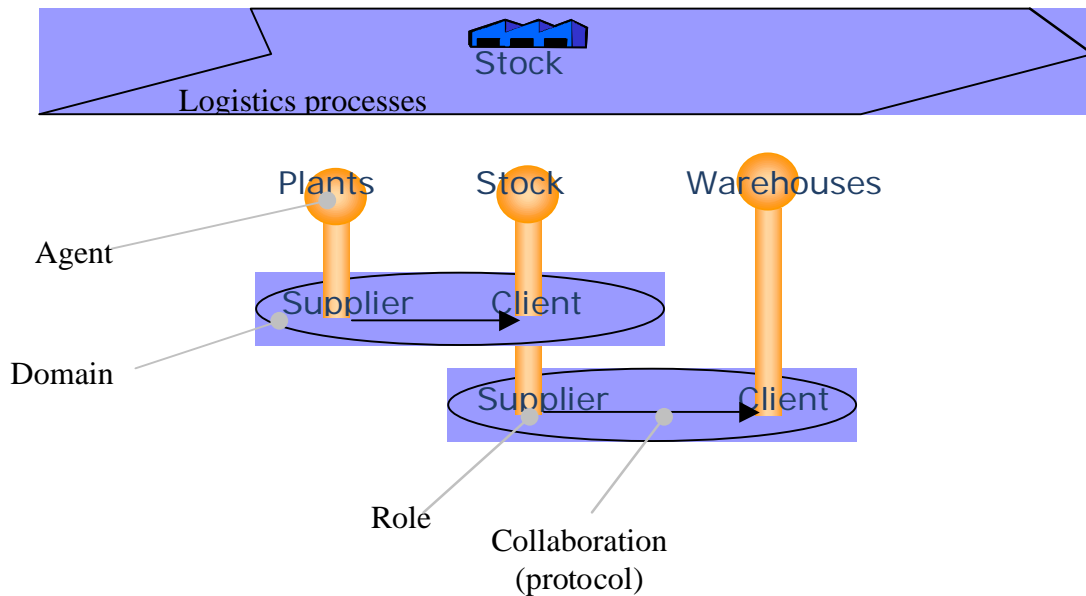 Stock
Logistics processes
Plants Stock Warehouses
Agent
Supplier Client
Domain
Supplier Client
Role
Collaboration
(protocol)